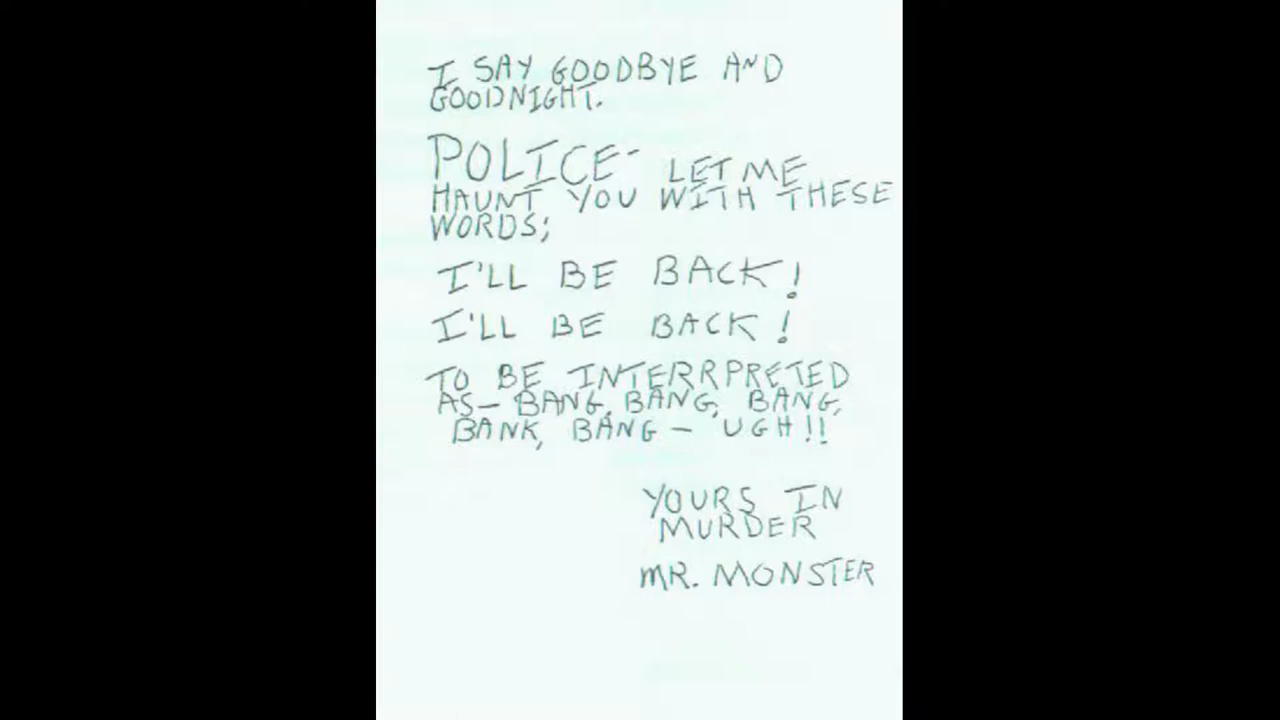 I SAY GOODBYE AND
GOODNIGHT.
POLICE- LET ME
HAUNT YOU WITH THESE
WORDS;
I'LL BE BACK!
I'LL BE BACK!
TO BE INTERRPRETED
AS- BANG, BANG, BANG,
BANK, BANG - UGH!!
YOURS IN
MURDER
MR. MONSTER